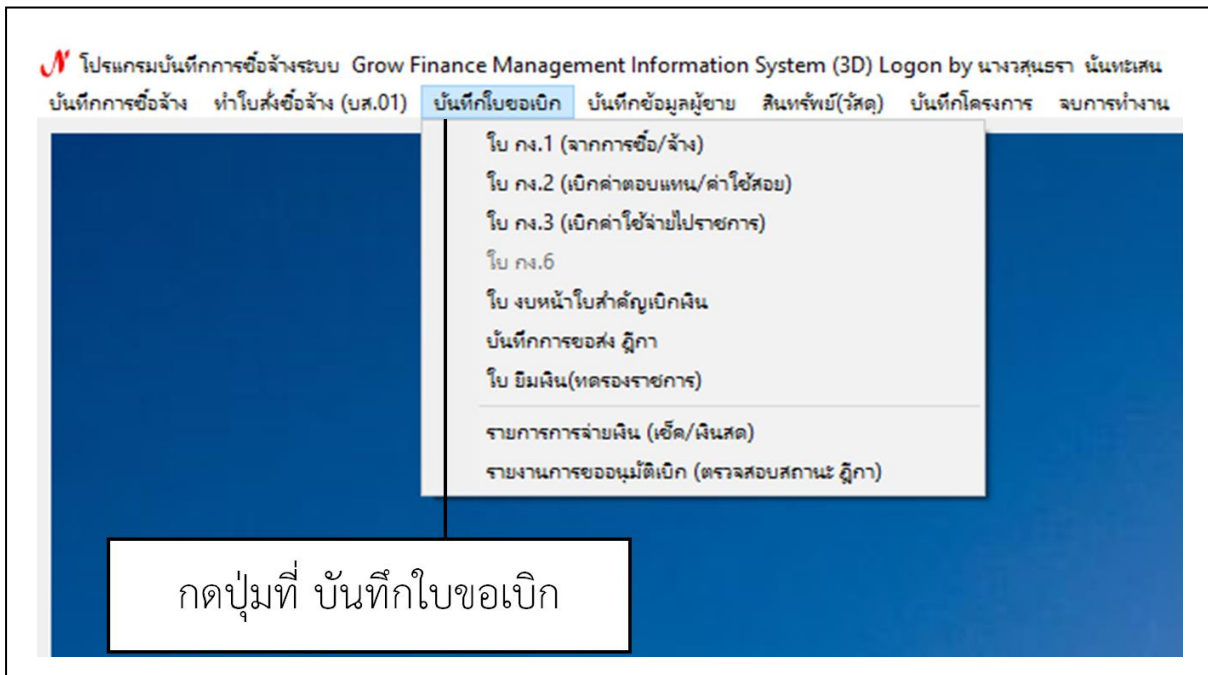 โปรแกรมบันทึกการซื้อจ้างระบบ Grow Finance Management Information System (3D) Logon by นางวสุนธรา นันทะเสน
บันทึกการซื้อจ้าง ทำใบสั่งซื้อจ้าง (บส.01) บันทึกใบขอเบิก บันทึกข้อมูลผู้ขาย สินทรัพย์(วัสดุ) บันทึกโครงการ จบการทำงาน
ใบ กง.1 (จากการซื้อ/จ้าง)
ใบ กง.2 (เบิกค่าตอบแทน/ค่าใช้สอย)
ใบ กง.3 (เบิกค่าใช้จ่ายไปราชการ)
ใบ กง.6
ใบ งบหน้าใบสำคัญเบิกเงิน
บันทึกการขอส่ง ฎีกา
ใบ ยืมเงิน(ทดรองราชการ)
รายการการจ่ายเงิน (เช็ค/เงินสด)
รายงานการขออนุมัติเบิก (ตรวจสอบสถานะ ฎีกา)
กดปุ่มที่ บันทึกใบขอเบิก